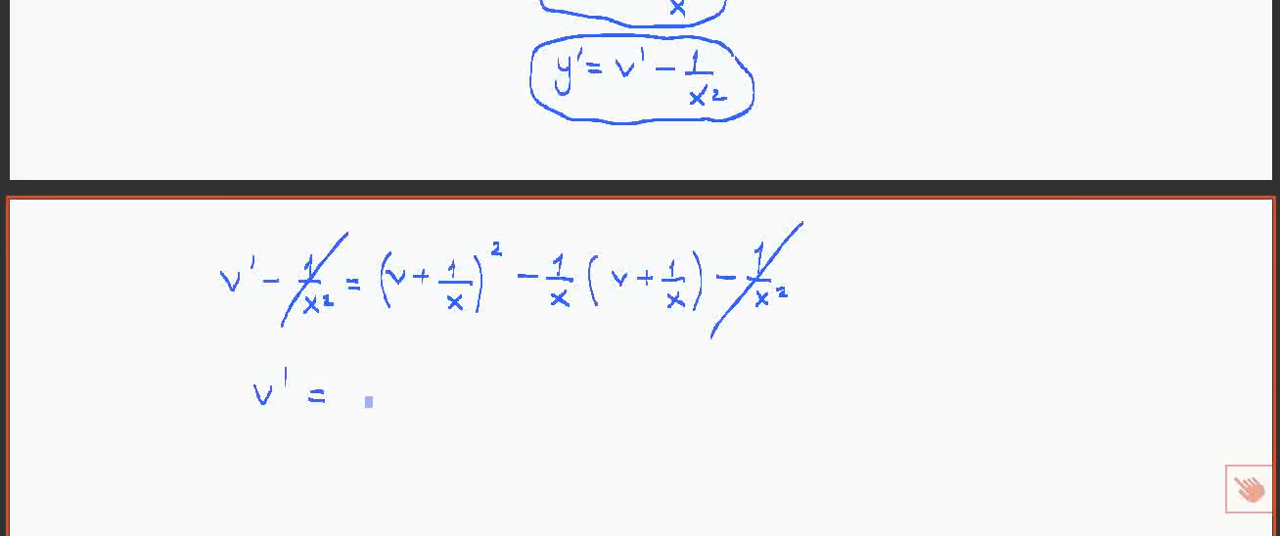 x
y' = v' - 1/x²
v' - 1/x² = (v + 1/x)² - 1/x (v + 1/x) - 1/x²
v' =